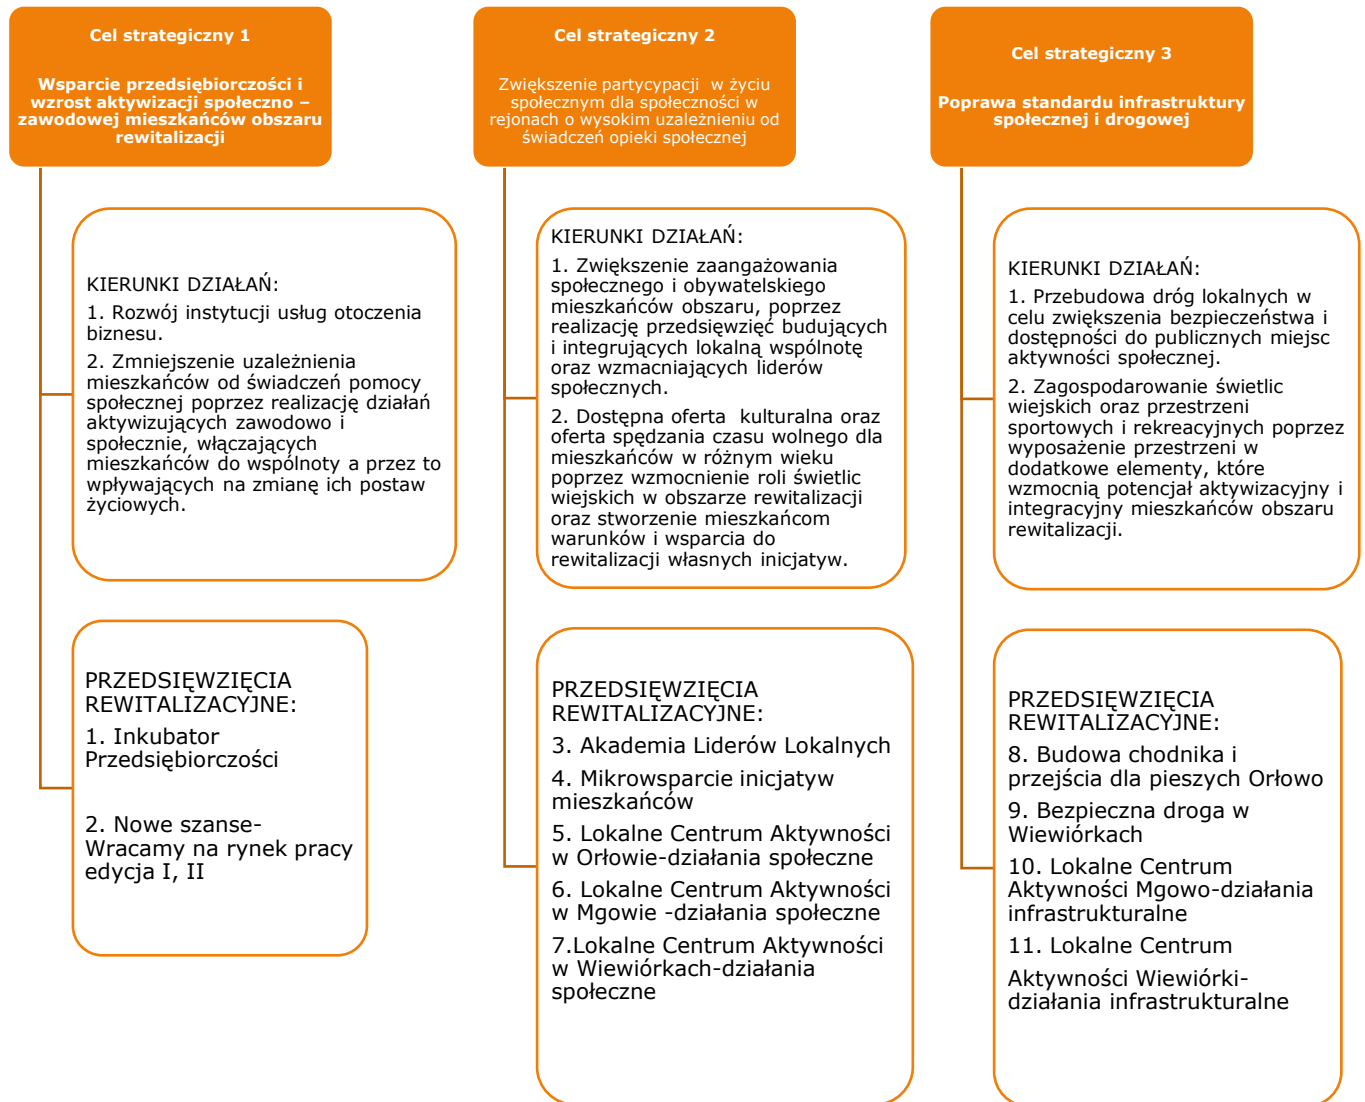 Cel strategiczny 1
Wsparcie przedsiębiorczości i
wzrost aktywizacji społeczno –
zawodowej mieszkańców obszaru
rewitalizacji
KIERUNKI DZIAŁAŃ:
1. Rozwój instytucji usług otoczenia
biznesu.
2. Zmniejszenie uzależnienia
mieszkańców od świadczeń pomocy
społecznej poprzez realizację działań
aktywizujących zawodowo i
społecznie, włączających
mieszkańców do wspólnoty a przez to
wpływających na zmianę ich postaw
życiowych.
PRZEDSIĘWZIĘCIA
REWITALIZACYJNE:
1. Inkubator
Przedsiębiorczości
2. Nowe szanse-
Wracamy na rynek pracy
edycja I, II
Cel strategiczny 2
Zwiększenie partycypacji  w życiu
społecznym dla społeczności w
rejonach o wysokim uzależnieniu od
świadczeń opieki społecznej
KIERUNKI DZIAŁAŃ:
1. Zwiększenie zaangażowania
społecznego i obywatelskiego
mieszkańców obszaru, poprzez
realizację przedsięwzięć budujących
i integrujących lokalną wspólnotę
oraz wzmacniających liderów
społecznych.
2. Dostępna oferta  kulturalna oraz
oferta spędzania czasu wolnego dla
mieszkańców w różnym wieku
poprzez wzmocnienie roli świetlic
wiejskich w obszarze rewitalizacji
oraz stworzenie mieszkańcom
warunków i wsparcia do
rewitalizacji własnych inicjatyw.
PRZEDSIĘWZIĘCIA
REWITALIZACYJNE:
3. Akademia Liderów Lokalnych
4. Mikrowsparcie inicjatyw
mieszkańców
5. Lokalne Centrum Aktywności
w Orłowie-działania społeczne
6. Lokalne Centrum Aktywności
w Mgowie -działania społeczne
7.Lokalne Centrum Aktywności
w Wiewiórkach-działania
społeczne
Cel strategiczny 3
Poprawa standardu infrastruktury
społecznej i drogowej
KIERUNKI DZIAŁAŃ:
1. Przebudowa dróg lokalnych w
celu zwiększenia bezpieczeństwa i
dostępności do publicznych miejsc
aktywności społecznej.
2. Zagospodarowanie świetlic
wiejskich oraz przestrzeni
sportowych i rekreacyjnych poprzez
wyposażenie przestrzeni w
dodatkowe elementy, które
wzmocnią potencjał aktywizacyjny i
integracyjny mieszkańców obszaru
rewitalizacji.
PRZEDSIĘWZIĘCIA
REWITALIZACYJNE:
8. Budowa chodnika i
przejścia dla pieszych Orłowo
9. Bezpieczna droga w
Wiewiórkach
10. Lokalne Centrum
Aktywności Mgowo-działania
infrastrukturalne
11. Lokalne Centrum
Aktywności Wiewiórki-
działania infrastrukturalne